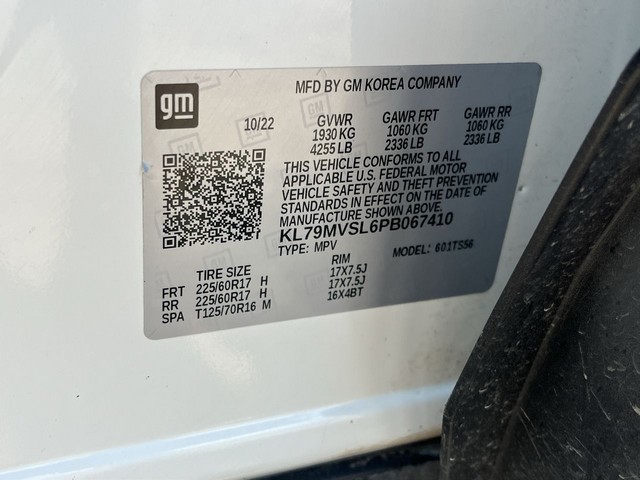 gm
MFD BY GM KOREA COMPANY
10/22 GVWR GAWR FRT GAWR RR
1930 KG 1060 KG 1060 KG
4255 LB 2336 LB 2336 LB
THIS VEHICLE CONFORMS TO ALL
APPLICABLE U.S. FEDERAL MOTOR
VEHICLE SAFETY AND THEFT PREVENTION
STANDARDS IN EFFECT ON THE DATE OF
MANUFACTURE SHOWN ABOVE.
KL79MVSL6PB067410
TYPE: MPV MODEL: 601TS56
TIRE SIZE RIM
FRT 225/60R17 H 17X7.5J
RR 225/60R17 H 17X7.5J
SPA T125/70R16 M 16X4BT